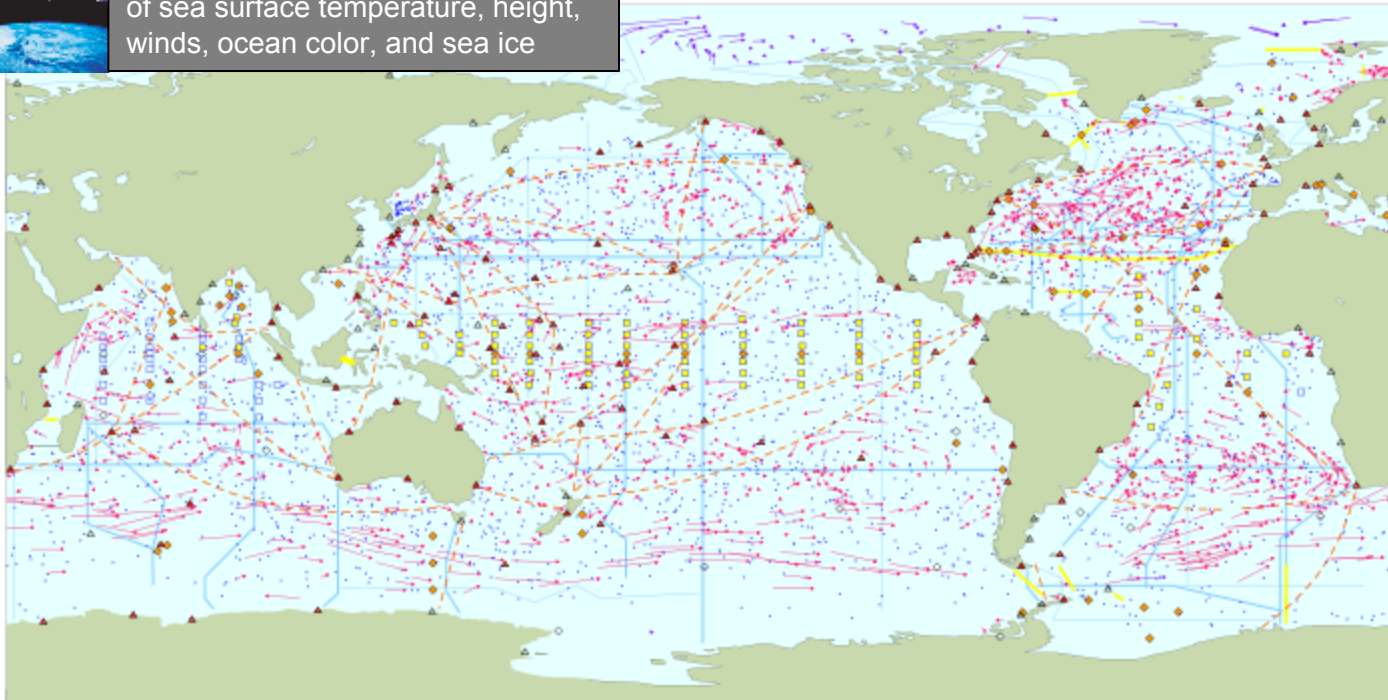 of sea surface temperature, height,
winds, ocean color, and sea ice